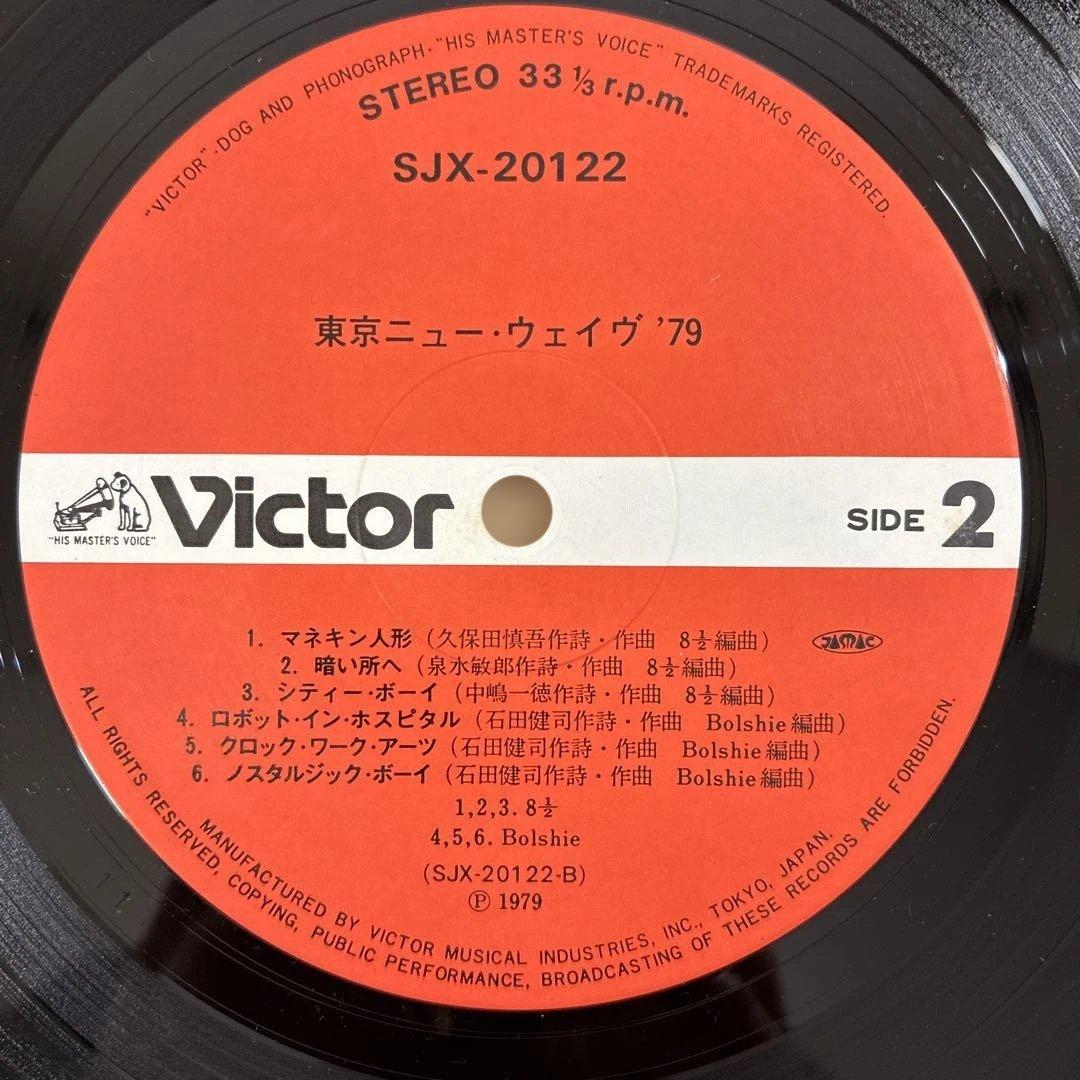 "VICTOR"-DOG AND PHONOGRAPH·"HIS MASTER'S VOICE" TRADEMARKS REGISTERED.
STEREO 33⅓ r.p.m.
SJX-20122
東京ニュー・ウェイヴ '79
Victor
"HIS MASTER'S VOICE"
SIDE 2
1. マネキン人形 (久保田慎吾作詩・作曲 8½編曲) JASRAC
2. 暗い所へ (泉水敏郎作詩・作曲 8½編曲)
3. シティー・ボーイ (中嶋一徳作詩・作曲 8½編曲)
4. ロボット・イン・ホスピタル (石田健司作詩・作曲 Bolshie編曲)
5. クロック・ワーク・アーツ (石田健司作詩・作曲 Bolshie編曲)
6. ノスタルジック・ボーイ (石田健司作詩・作曲 Bolshie編曲)
1,2,3. 8½
4,5,6. Bolshie
(SJX-20122-B)
Ⓟ 1979
MANUFACTURED BY VICTOR MUSICAL INDUSTRIES, INC., TOKYO, JAPAN.
ALL RIGHTS RESERVED, COPYING, PUBLIC PERFORMANCE, BROADCASTING OF THESE RECORDS ARE FORBIDDEN.